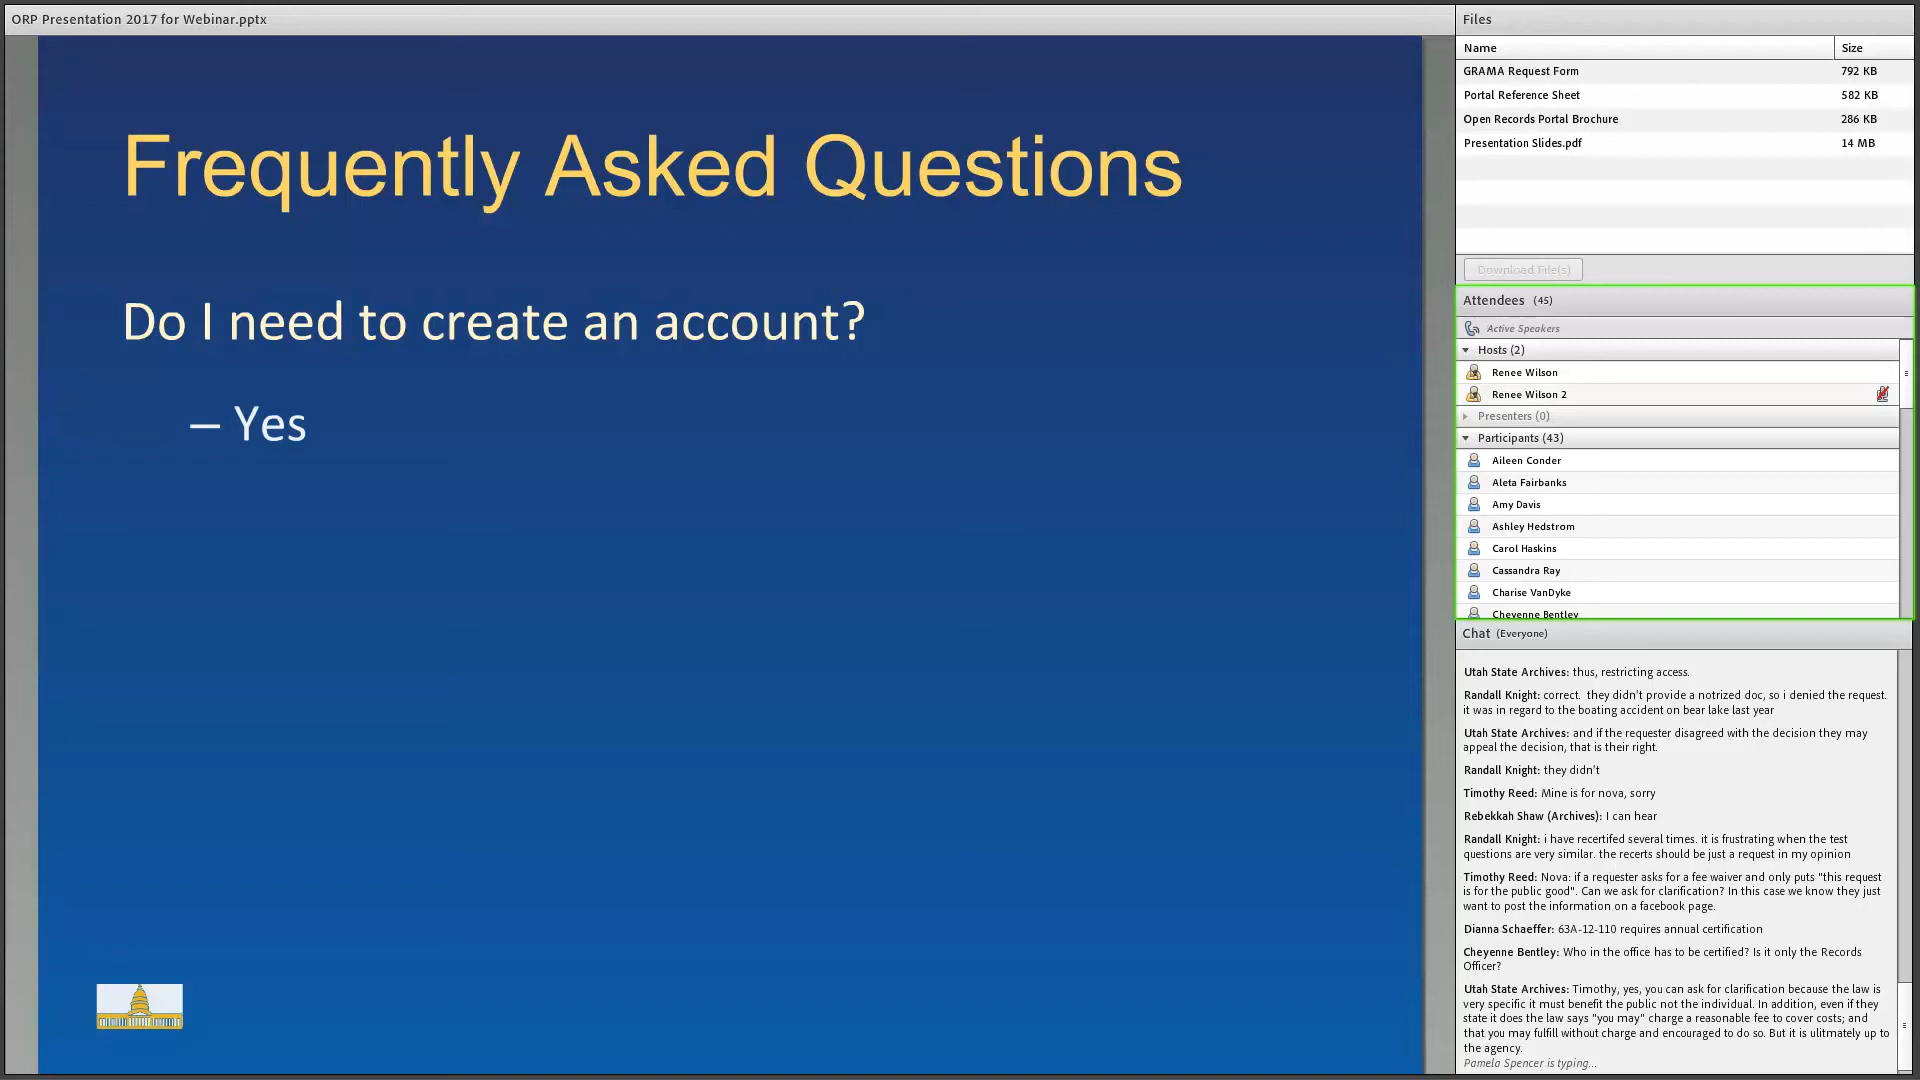 ORP Presentation 2017 for Webinar.pptx
Frequently Asked Questions
Do I need to create an account?
– Yes
Files
Name Size
GRAMA Request Form 792 KB
Portal Reference Sheet 582 KB
Open Records Portal Brochure 286 KB
Presentation Slides.pdf 14 MB
Download File(s)
Attendees (45)
Active Speakers
Hosts (2)
Renee Wilson
Renee Wilson 2
Presenters (0)
Participants (43)
Aileen Conder
Aleta Fairbanks
Amy Davis
Ashley Hedstrom
Carol Haskins
Cassandra Ray
Charise VanDyke
Cheyenne Bentley
Chat (Everyone)
Utah State Archives: thus, restricting access.
Randall Knight: correct. they didn't provide a notrized doc, so i denied the request.
it was in regard to the boating accident on bear lake last year
Utah State Archives: and if the requester disagreed with the decision they may
appeal the decision, that is their right.
Randall Knight: they didn't
Timothy Reed: Mine is for nova, sorry
Rebekkah Shaw (Archives): I can hear
Randall Knight: i have recertifed several times. it is frustrating when the test
questions are very similar. the recerts should be just a request in my opinion
Timothy Reed: Nova: if a requester asks for a fee waiver and only puts "this request
is for the public good". Can we ask for clarification? In this case we know they just
want to post the information on a facebook page.
Dianna Schaeffer: 63A-12-110 requires annual certification
Cheyenne Bentley: Who in the office has to be certified? Is it only the Records
Officer?
Utah State Archives: Timothy, yes, you can ask for clarification because the law is
very specific it must benefit the public not the individual. In addition, even if they
state it does the law says "you may" charge a reasonable fee to cover costs; and
that you may fulfill without charge and encouraged to do so. But it is ulitmately up to
the agency.
Pamela Spencer is typing...